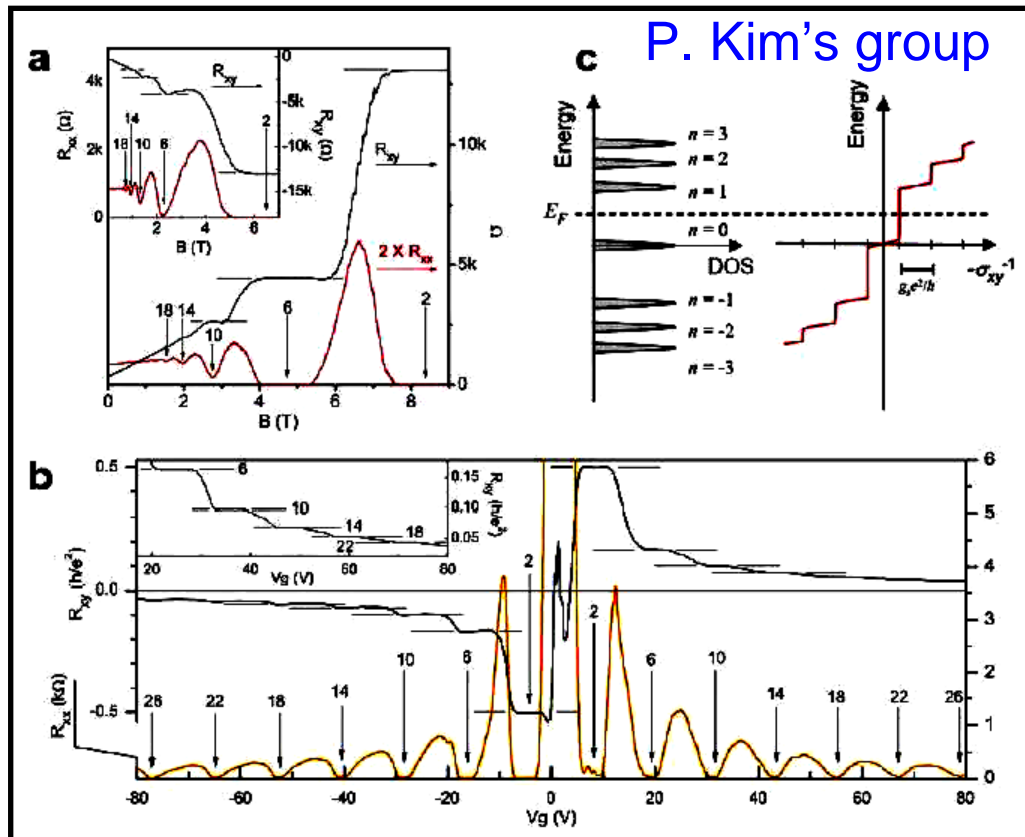 P. Kim's group
a
4k
2k
0
R_xx (Ω)
18
14
10
6
2
R_xy
0
-5k
-10k
-15k
R_xy (Ω)
2 4 6
B (T)
R_xy
10k
5k
0
Ω
2 X R_xx
18
14
10
6
2
0 2 4 6 8
B (T)
c
Energy
n = 3
n = 2
n = 1
E_F
n = 0
DOS
n = -1
n = -2
n = -3
Energy
-σ_xy^-1
g_s e²/h
b
0.5
0.0
-0.5
R_xy (h/e²)
R_xx (kΩ)
6
10
14
18
22
0.15
0.10
0.05
R_xy (h/e²)
20 40 60 80
Vg (V)
2
2
26 22 18 14 10 6
6 10 14 18 22 26
6
5
4
3
2
1
0
-80 -60 -40 -20 0 20 40 60 80
Vg (V)